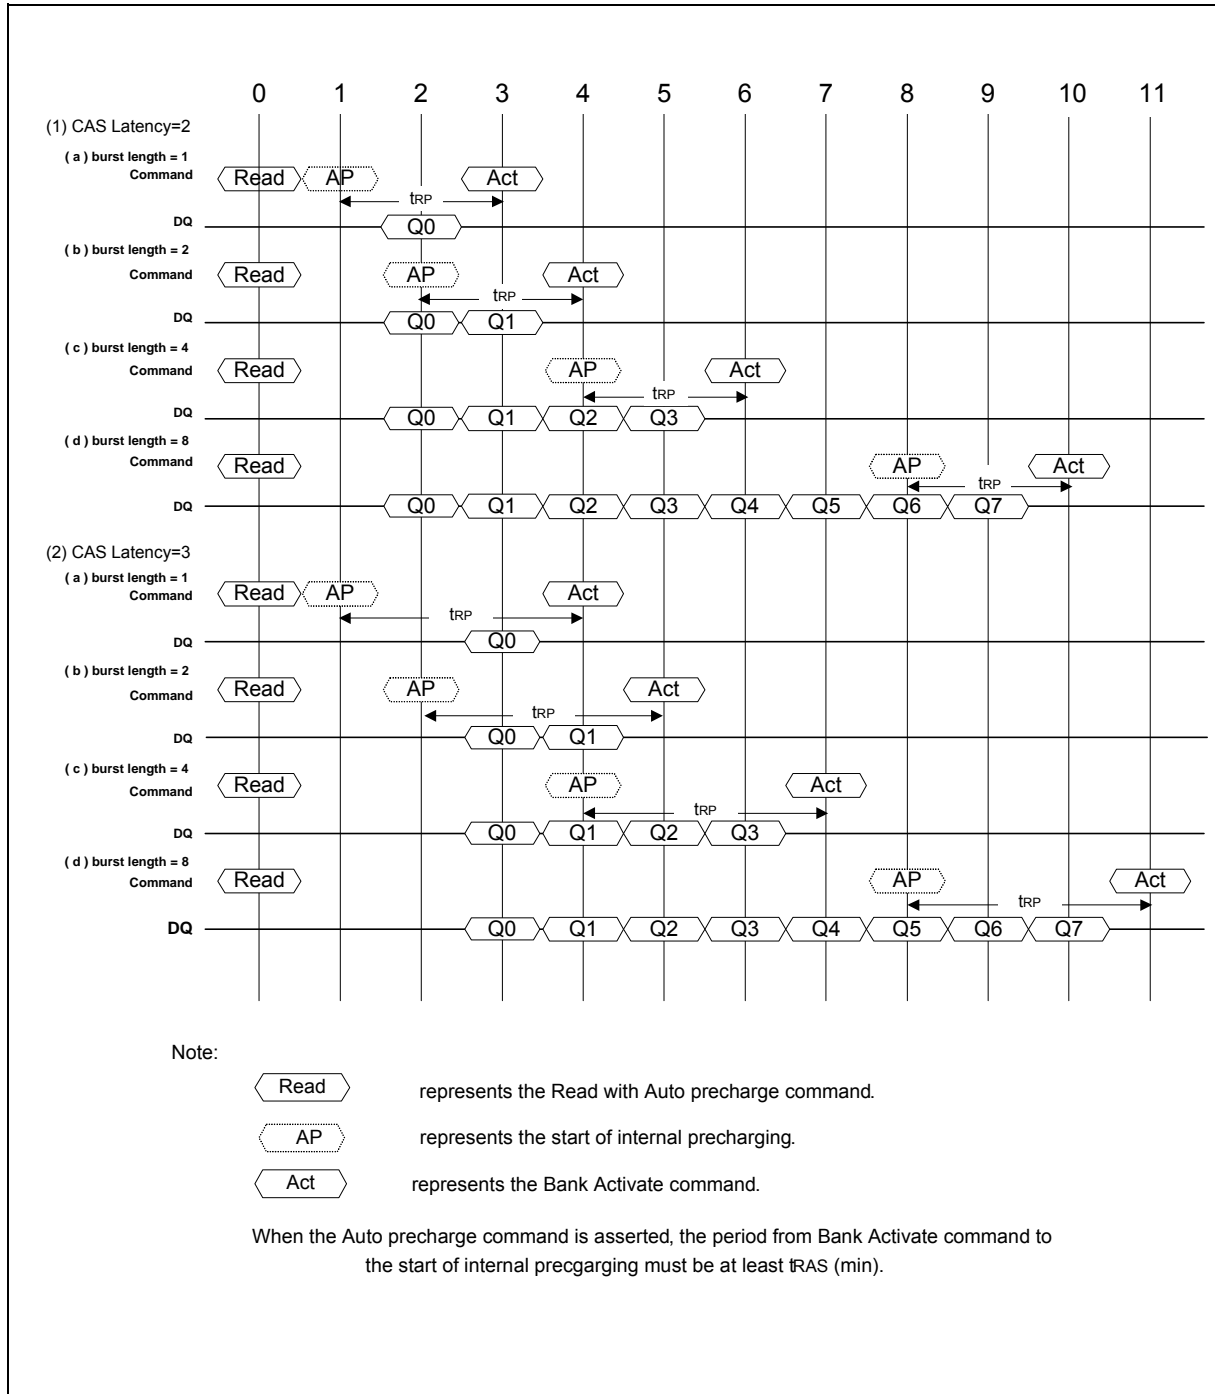 0 1 2 3 4 5 6 7 8 9 10 11
(1) CAS Latency=2
( a ) burst length = 1
Command Read AP Act
tRP
DQ Q0
( b ) burst length = 2
Command Read AP Act
tRP
DQ Q0 Q1
( c ) burst length = 4
Command Read AP Act
tRP
DQ Q0 Q1 Q2 Q3
( d ) burst length = 8
Command Read AP Act
tRP
DQ Q0 Q1 Q2 Q3 Q4 Q5 Q6 Q7
(2) CAS Latency=3
( a ) burst length = 1
Command Read AP Act
tRP
DQ Q0
( b ) burst length = 2
Command Read AP Act
tRP
DQ Q0 Q1
( c ) burst length = 4
Command Read AP Act
tRP
DQ Q0 Q1 Q2 Q3
( d ) burst length = 8
Command Read AP Act
tRP
DQ Q0 Q1 Q2 Q3 Q4 Q5 Q6 Q7
Note:
Read represents the Read with Auto precharge command.
AP represents the start of internal precharging.
Act represents the Bank Activate command.
When the Auto precharge command is asserted, the period from Bank Activate command to
the start of internal precgarging must be at least tRAS (min).